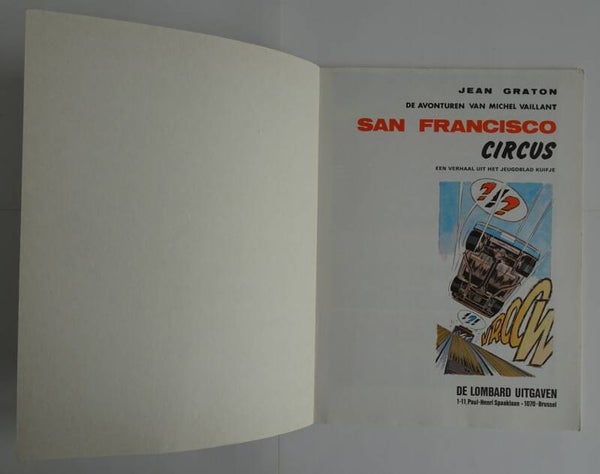 JEAN GRATON
DE AVONTUREN VAN MICHEL VAILLANT
SAN FRANCISCO
CIRCUS
EEN VERHAAL UIT HET JEUGDBLAD KUIFJE
?!?
?!?
DE LOMBARD UITGAVEN
1-11, Paul-Henri Spaaklaan - 1070-Brussel